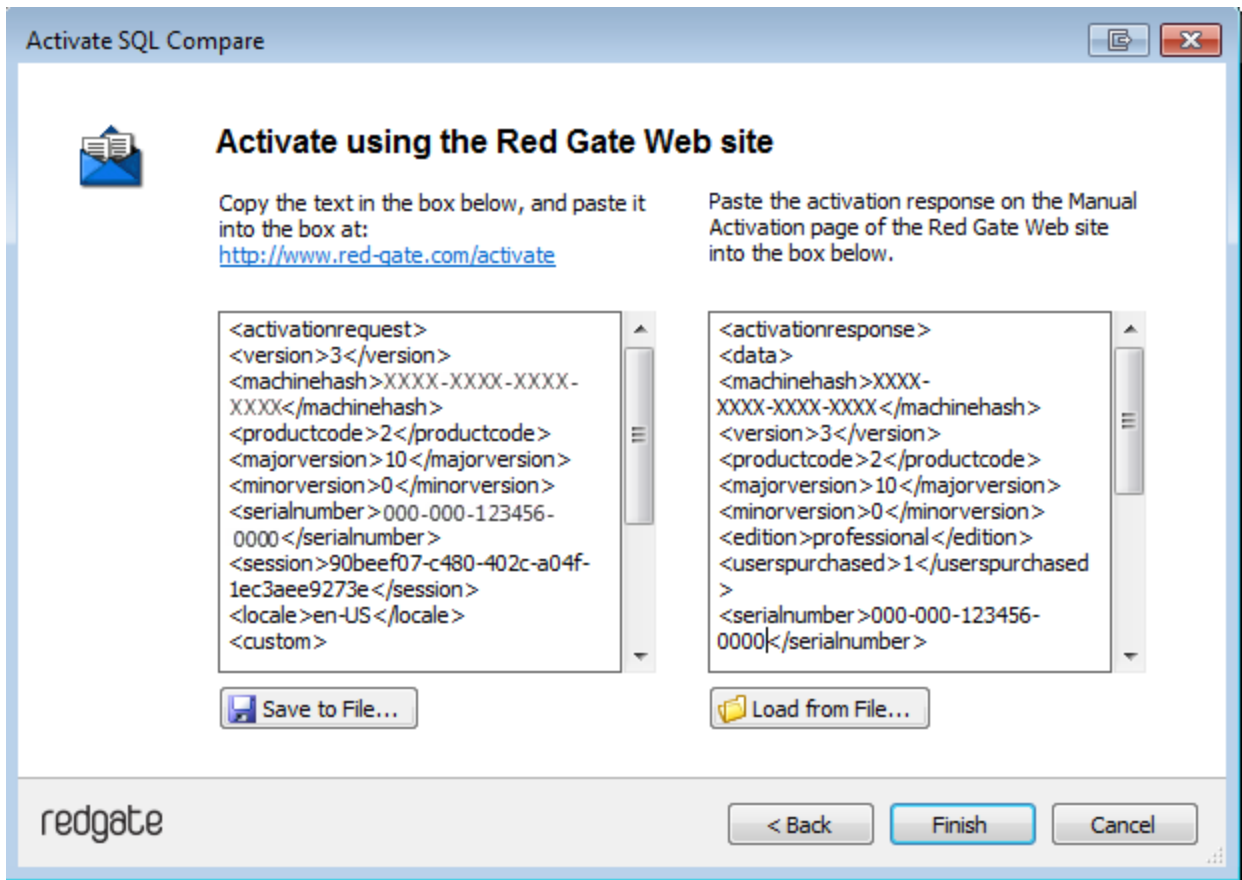 Activate SQL Compare
Activate using the Red Gate Web site
Copy the text in the box below, and paste it
into the box at:
http://www.red-gate.com/activate
Paste the activation response on the Manual
Activation page of the Red Gate Web site
into the box below.
<activationrequest>
<version>3</version>
<machinehash>XXXX-XXXX-XXXX-
XXXX</machinehash>
<productcode>2</productcode>
<majorversion>10</majorversion>
<minorversion>0</minorversion>
<serialnumber>000-000-123456-
0000</serialnumber>
<session>90beef07-c480-402c-a04f-
1ec3aee9273e</session>
<locale>en-US</locale>
<custom>
<activationresponse>
<data>
<machinehash>XXXX-
XXXX-XXXX-XXXX</machinehash>
<version>3</version>
<productcode>2</productcode>
<majorversion>10</majorversion>
<minorversion>0</minorversion>
<edition>professional</edition>
<userspurchased>1</userspurchased
>
<serialnumber>000-000-123456-
0000</serialnumber>
Save to File...
Load from File...
redgate
< Back
Finish
Cancel